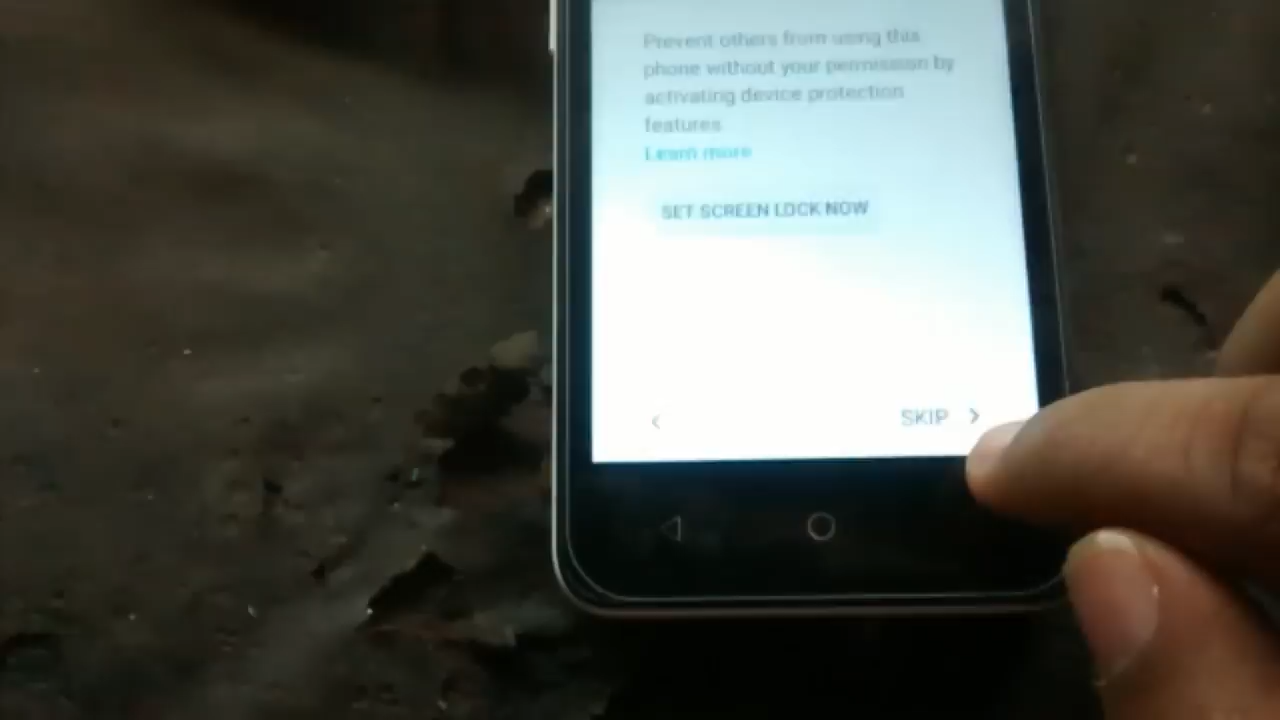 Prevent others from using this
phone without your permission by
activating device protection
features
Learn more
SET SCREEN LOCK NOW
SKIP